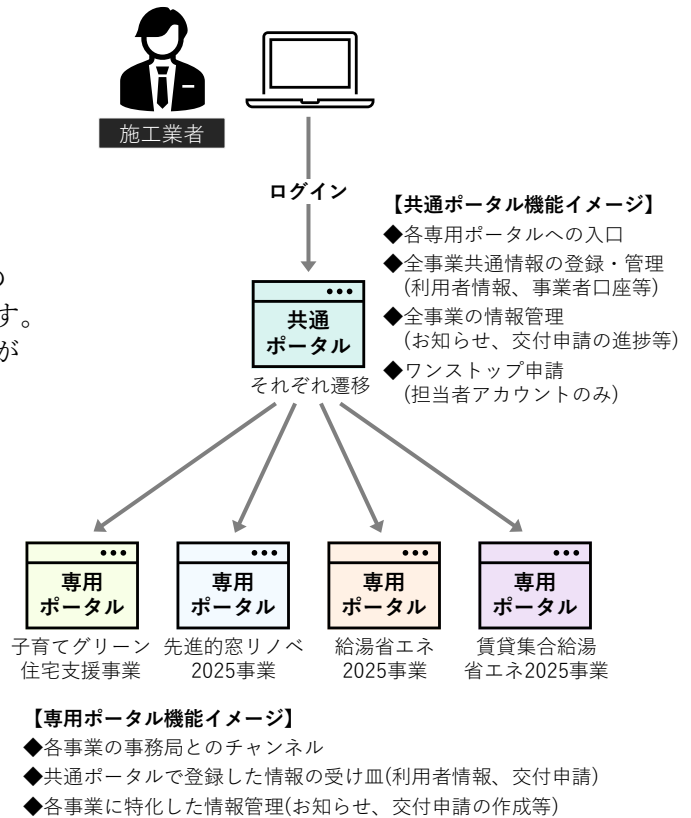 施工業者
ログイン
【共通ポータル機能イメージ】
◆各専用ポータルへの入口
◆全事業共通情報の登録・管理
(利用者情報、事業者口座等)
◆全事業の情報管理
(お知らせ、交付申請の進捗等)
◆ワンストップ申請
(担当者アカウントのみ)
す。
が
共通
ポータル
それぞれ遷移
専用
ポータル
子育てグリーン
住宅支援事業
専用
ポータル
先進的窓リノベ
2025事業
専用
ポータル
給湯省エネ
2025事業
専用
ポータル
賃貸集合給湯
省エネ2025事業
【専用ポータル機能イメージ】
◆各事業の事務局とのチャンネル
◆共通ポータルで登録した情報の受け皿(利用者情報、交付申請)
◆各事業に特化した情報管理(お知らせ、交付申請の作成等)